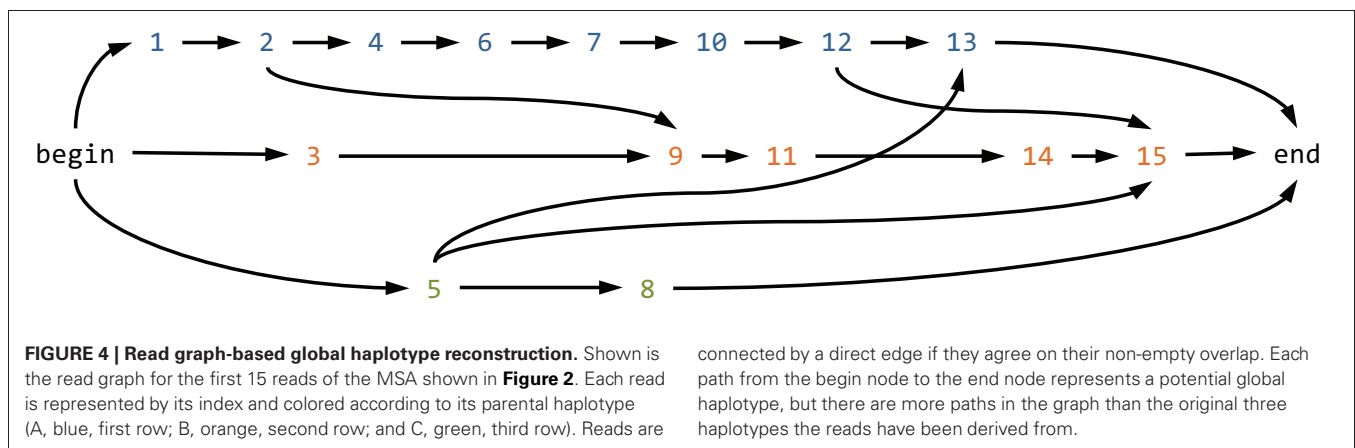 1 2 4 6 7 10 12 13
begin 3 9 11 14 15 end
5 8
FIGURE 4 | Read graph-based global haplotype reconstruction. Shown is
the read graph for the first 15 reads of the MSA shown in Figure 2. Each read
is represented by its index and colored according to its parental haplotype
(A, blue, first row; B, orange, second row; and C, green, third row). Reads are
connected by a direct edge if they agree on their non-empty overlap. Each
path from the begin node to the end node represents a potential global
haplotype, but there are more paths in the graph than the original three
haplotypes the reads have been derived from.